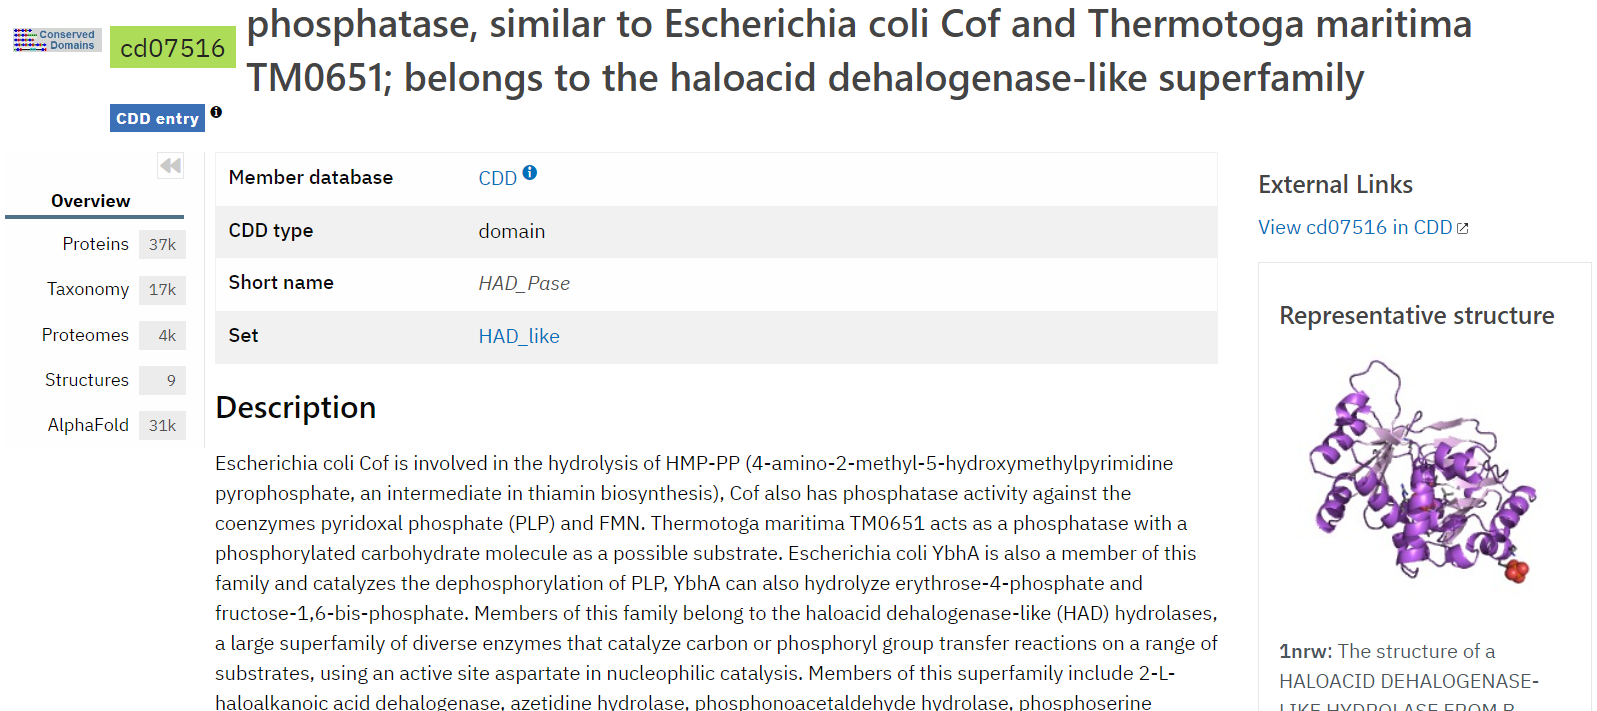 Conserved
Domains
cd07516
phosphatase, similar to Escherichia coli Cof and Thermotoga maritima
TM0651; belongs to the haloacid dehalogenase-like superfamily
CDD entry
Overview
Proteins 37k
Taxonomy 17k
Proteomes 4k
Structures 9
AlphaFold 31k
Member database CDD
CDD type domain
Short name HAD_Pase
Set HAD_like
Description
Escherichia coli Cof is involved in the hydrolysis of HMP-PP (4-amino-2-methyl-5-hydroxymethylpyrimidine
pyrophosphate, an intermediate in thiamin biosynthesis), Cof also has phosphatase activity against the
coenzymes pyridoxal phosphate (PLP) and FMN. Thermotoga maritima TM0651 acts as a phosphatase with a
phosphorylated carbohydrate molecule as a possible substrate. Escherichia coli YbhA is also a member of this
family and catalyzes the dephosphorylation of PLP, YbhA can also hydrolyze erythrose-4-phosphate and
fructose-1,6-bis-phosphate. Members of this family belong to the haloacid dehalogenase-like (HAD) hydrolases,
a large superfamily of diverse enzymes that catalyze carbon or phosphoryl group transfer reactions on a range of
substrates, using an active site aspartate in nucleophilic catalysis. Members of this superfamily include 2-L-
haloalkanoic acid dehalogenase, azetidine hydrolase, phosphonoacetaldehyde hydrolase, phosphoserine
External Links
View cd07516 in CDD
Representative structure
1nrw: The structure of a
HALOACID DEHALOGENASE-
LIKE HYDROLASE FROM B.